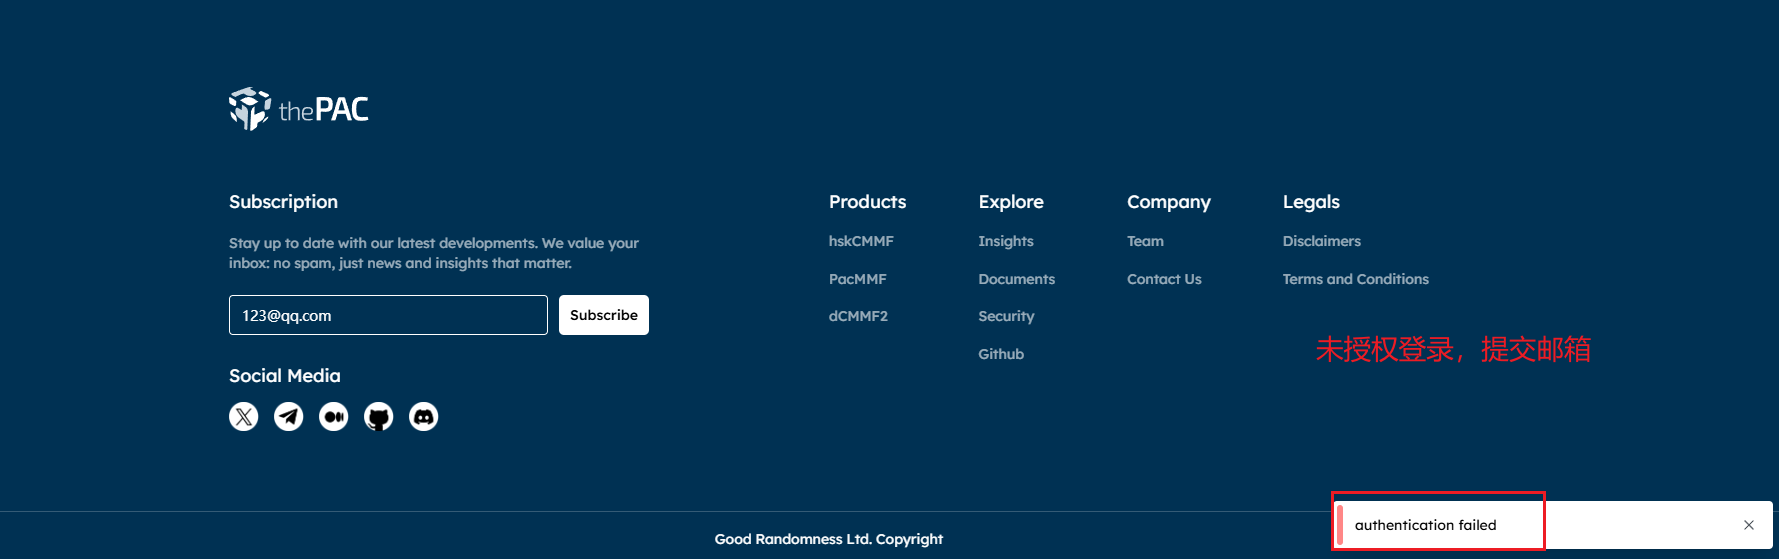 thePAC
Subscription
Stay up to date with our latest developments. We value your
inbox: no spam, just news and insights that matter.
123@qq.com
Subscribe
Social Media
Products
hskCMMF
PacMMF
dCMMF2
Explore
Insights
Documents
Security
Github
Company
Team
Contact Us
Legals
Disclaimers
Terms and Conditions
未授权登录，提交邮箱
authentication failed
Good Randomness Ltd. Copyright